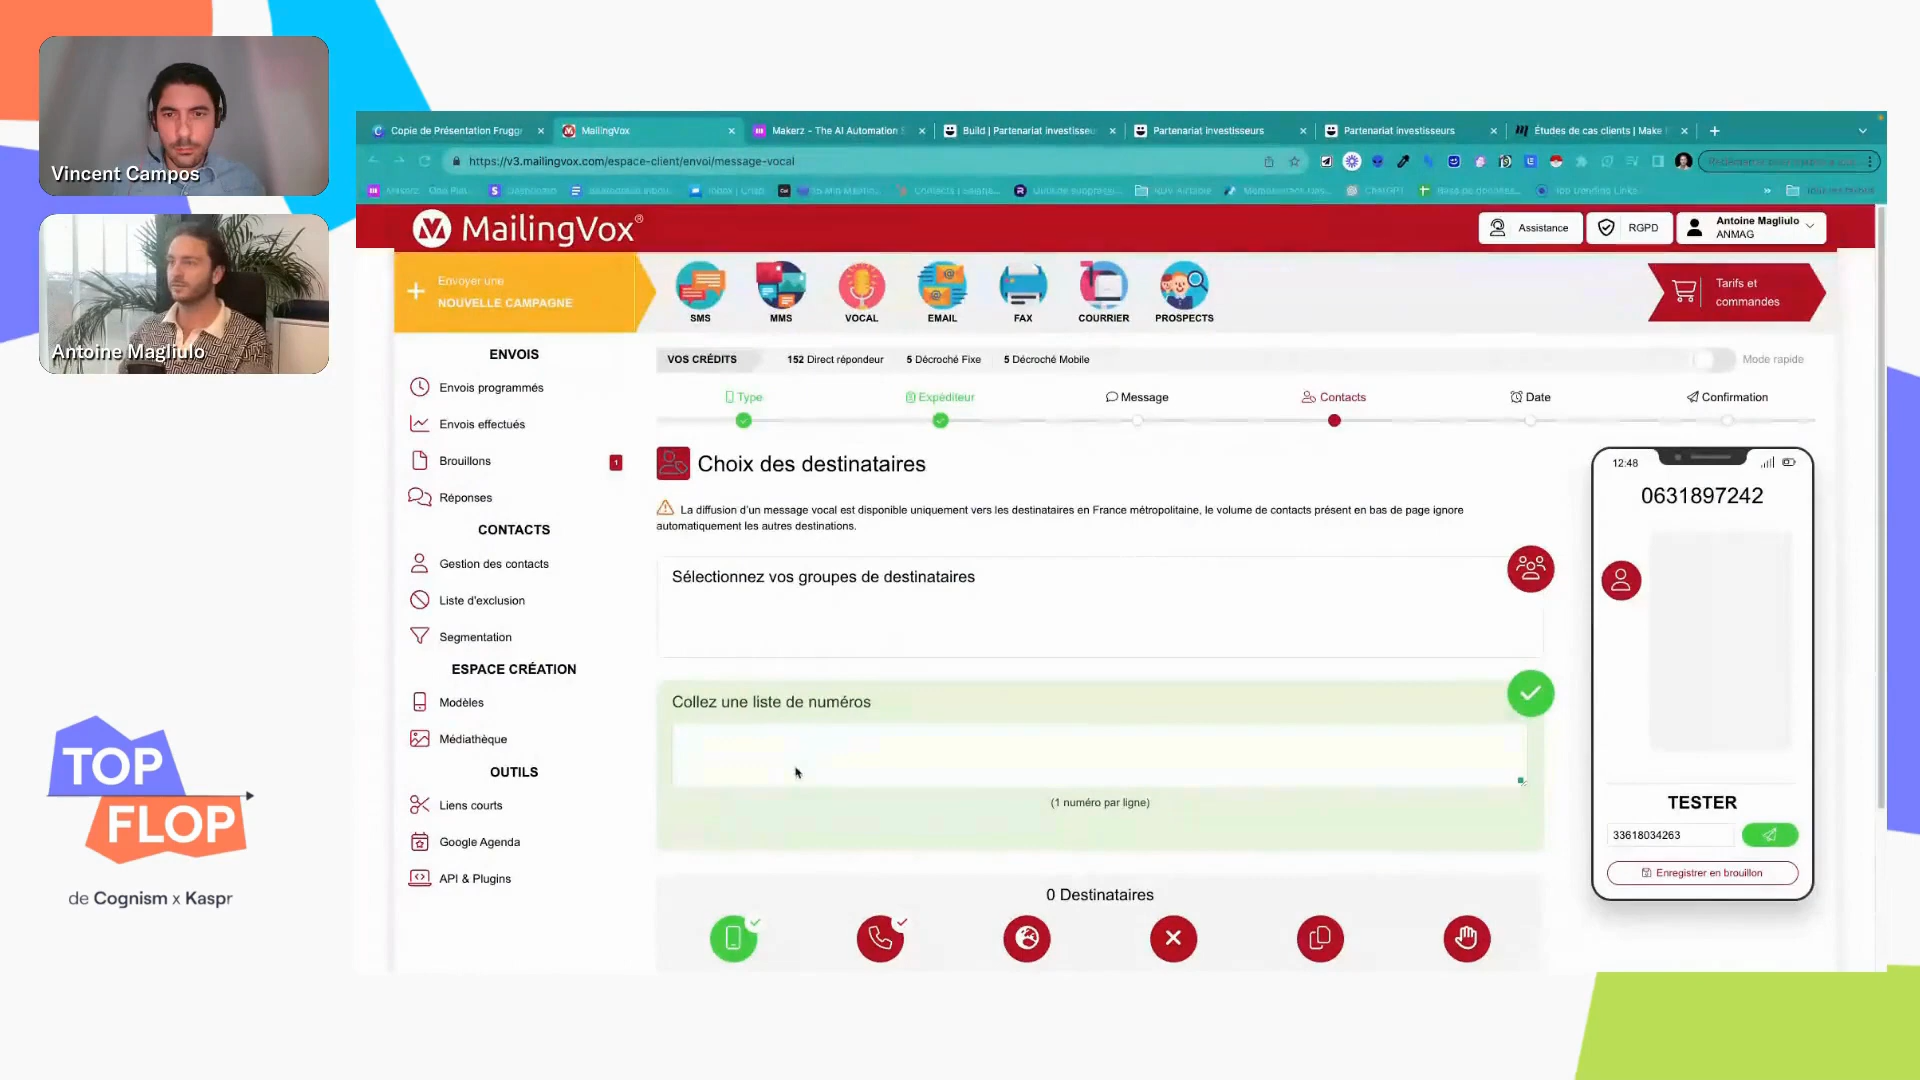 Vincent Campos
Antoine Magliulo
TOP
FLOP
de Cognism x Kaspr
Copie de Présentation Frugg
MailingVox
Makerz - The AI Automation
Build | Partenariat investisseu
Partenariat investisseurs
Partenariat investisseurs
Études de cas clients | Make
https://v3.mailingvox.com/espace-client/envoi/message-vocal
MailingVox®
Assistance
RGPD
Antoine Magliulo
ANMAG
Envoyer une
NOUVELLE CAMPAGNE
SMS
MMS
VOCAL
EMAIL
FAX
COURRIER
PROSPECTS
Tarifs et
commandes
ENVOIS
Envois programmés
Envois effectués
Brouillons
1
Réponses
CONTACTS
Gestion des contacts
Liste d'exclusion
Segmentation
ESPACE CRÉATION
Modèles
Médiathèque
OUTILS
Liens courts
Google Agenda
API & Plugins
VOS CRÉDITS
152 Direct répondeur
5 Décroché Fixe
5 Décroché Mobile
Mode rapide
Type
Expéditeur
Message
Contacts
Date
Confirmation
Choix des destinataires
La diffusion d'un message vocal est disponible uniquement vers les destinataires en France métropolitaine, le volume de contacts présent en bas de page ignore
automatiquement les autres destinations.
Sélectionnez vos groupes de destinataires
Collez une liste de numéros
(1 numéro par ligne)
0 Destinataires
12:48
0631897242
TESTER
33618034263
Enregistrer en brouillon